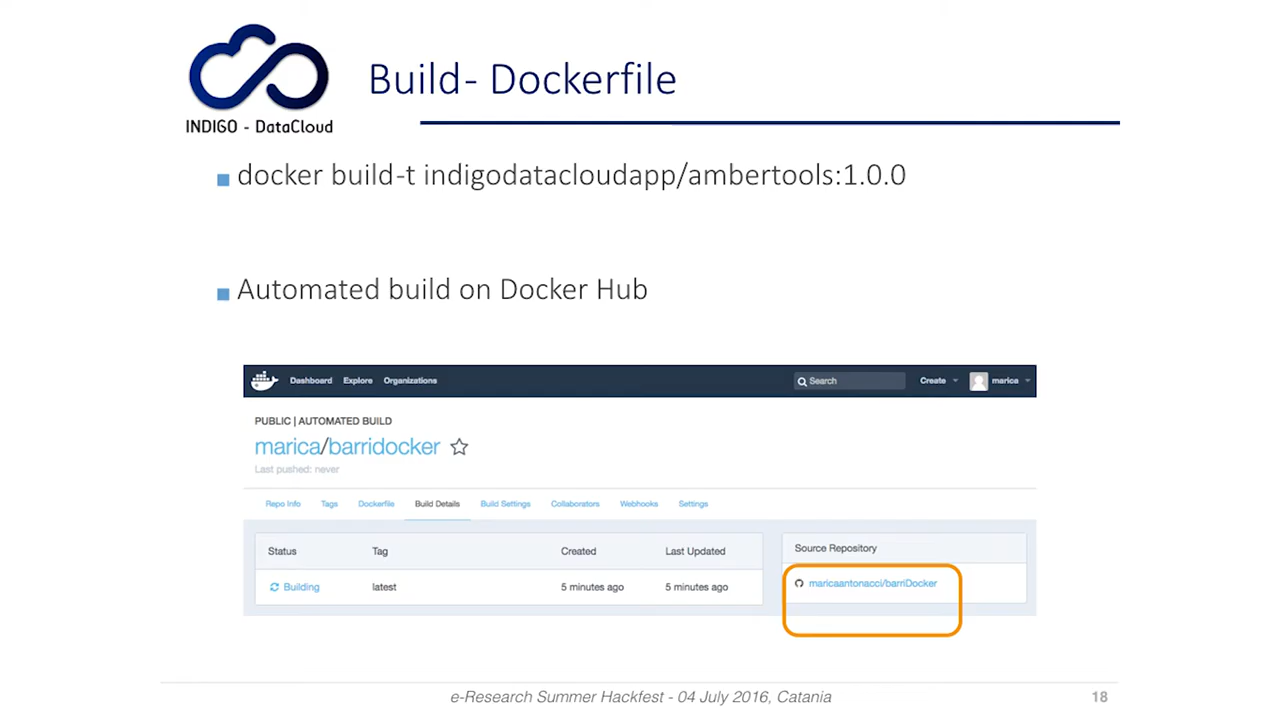 INDIGO - DataCloud
Build- Dockerfile
docker build-t indigodatacloudapp/ambertools:1.0.0
Automated build on Docker Hub
Dashboard Explore Organizations Search Create marica
PUBLIC | AUTOMATED BUILD
marica/barridocker
Last pushed: never
Repo Info Tags Dockerfile Build Details Build Settings Collaborators Webhooks Settings
Status Tag Created Last Updated
Building latest 5 minutes ago 5 minutes ago
Source Repository
maricaantonacci/barriDocker
e-Research Summer Hackfest - 04 July 2016, Catania
18